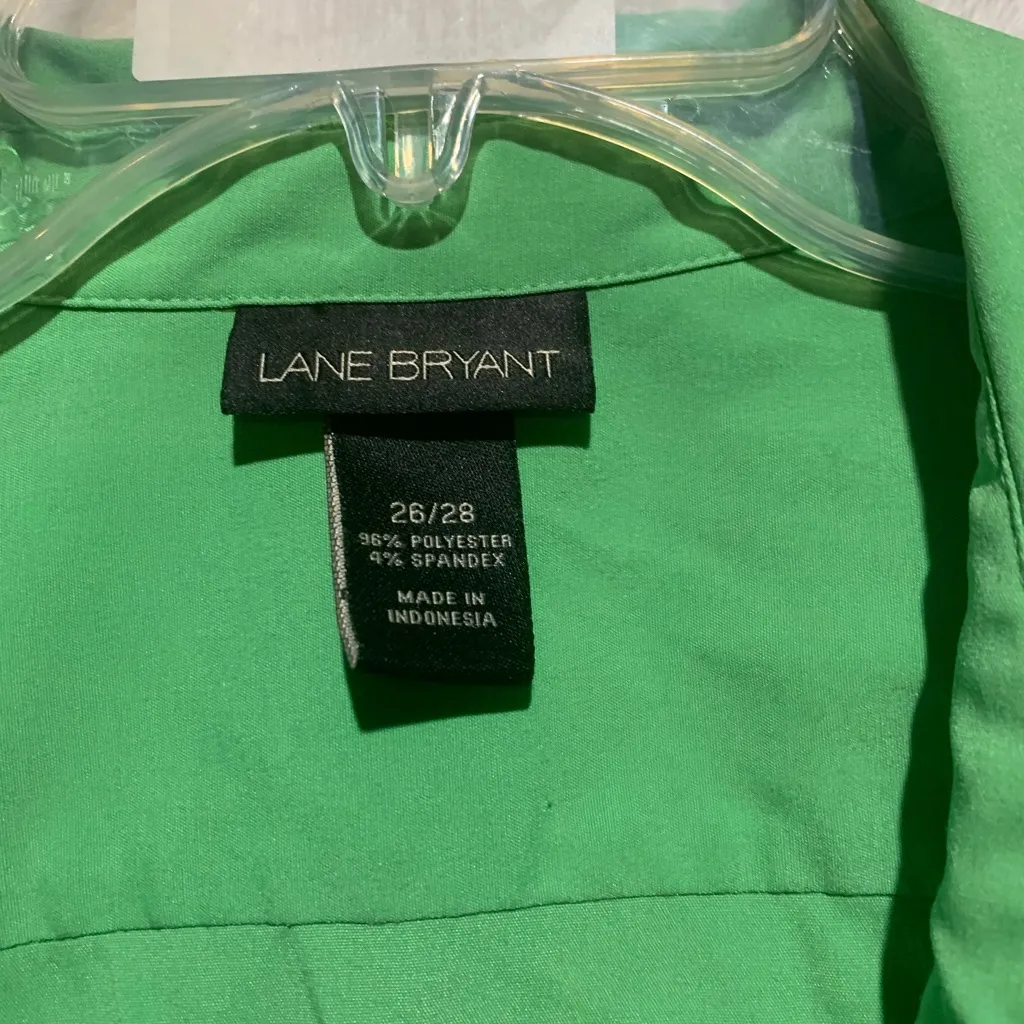 LANE BRYANT
26/28
96% POLYESTER
4% SPANDEX
MADE IN
INDONESIA